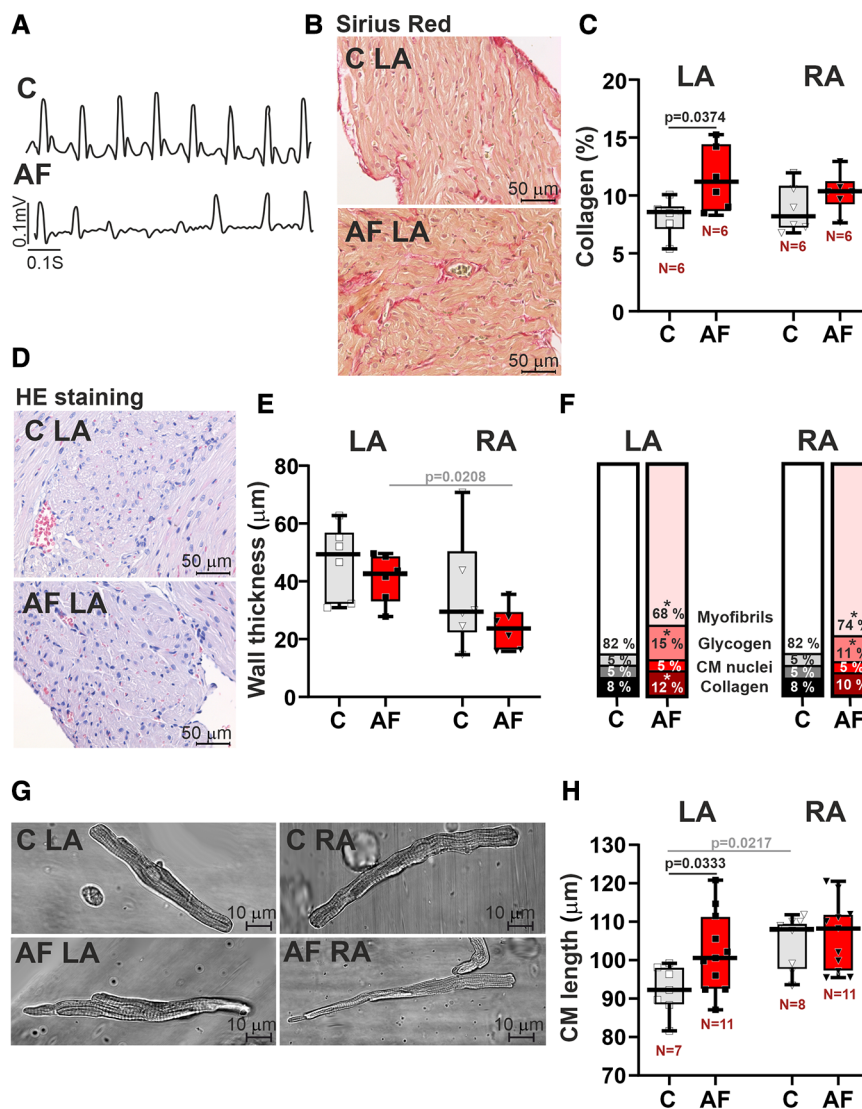 A
C
AF
0.1mV
0.1S
B Sirius Red
C LA
50 μm
AF LA
50 μm
C
LA RA
Collagen (%)
20
15
10
5
0
p=0.0374
N=6
N=6
N=6
N=6
C AF C AF
D
HE staining
C LA
50 μm
AF LA
50 μm
E
LA RA
Wall thickness (μm)
80
60
40
20
0
p=0.0208
C AF C AF
F
LA RA
*
68 %
*
15 %
5 %
*
12 %
82 %
5 %
5 %
8 %
Myofibrils
Glycogen
CM nuclei
Collagen
82 %
5 %
5 %
8 %
*
74 %
*
11 %
5 %
10 %
C AF C AF
G
C LA
10 μm
C RA
10 μm
AF LA
10 μm
AF RA
10 μm
H
LA RA
CM length (μm)
130
120
110
100
90
80
70
p=0.0217
p=0.0333
N=7
N=11
N=8
N=11
C AF C AF